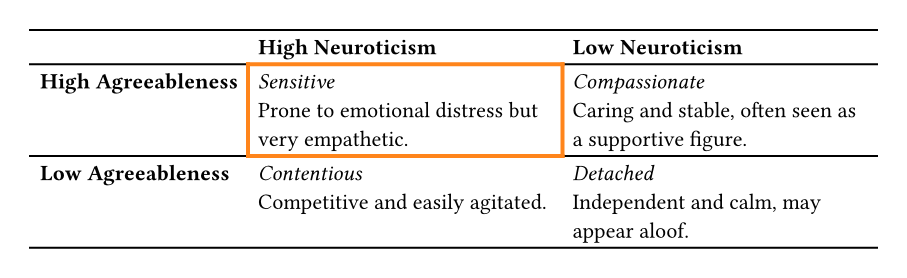 High Neuroticism Low Neuroticism
High Agreeableness Sensitive Compassionate
Prone to emotional distress but Caring and stable, often seen as
very empathetic. a supportive figure.
Low Agreeableness Contentious Detached
Competitive and easily agitated. Independent and calm, may
appear aloof.